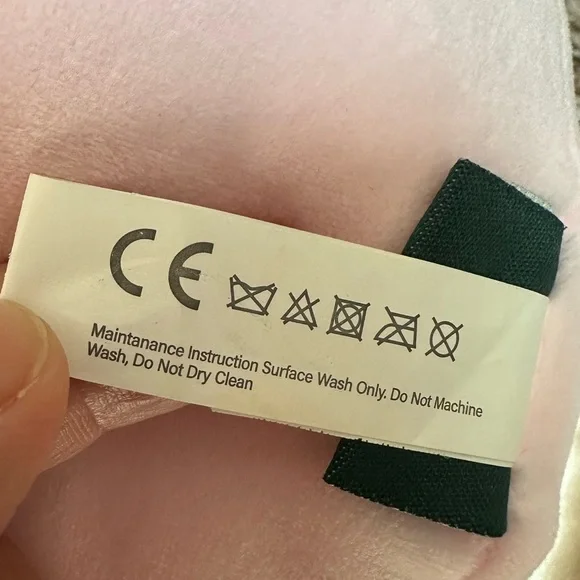 CE
Maintanance Instruction Surface Wash Only. Do Not Machine
Wash, Do Not Dry Clean